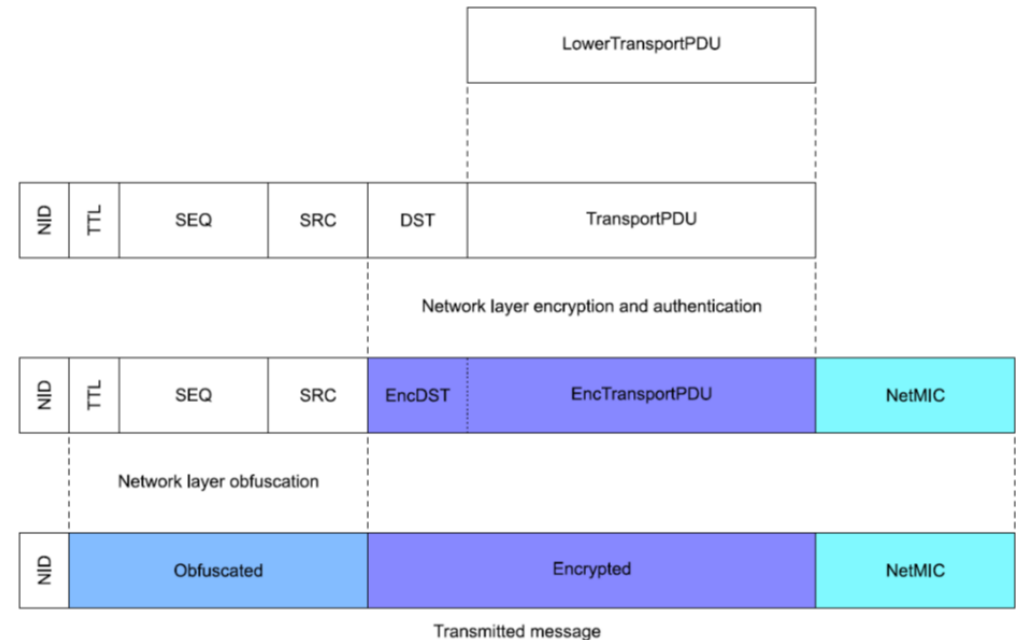 LowerTransportPDU
NID TTL SEQ SRC DST TransportPDU
Network layer encryption and authentication
NID TTL SEQ SRC EncDST EncTransportPDU NetMIC
Network layer obfuscation
NID Obfuscated Encrypted NetMIC
Transmitted message